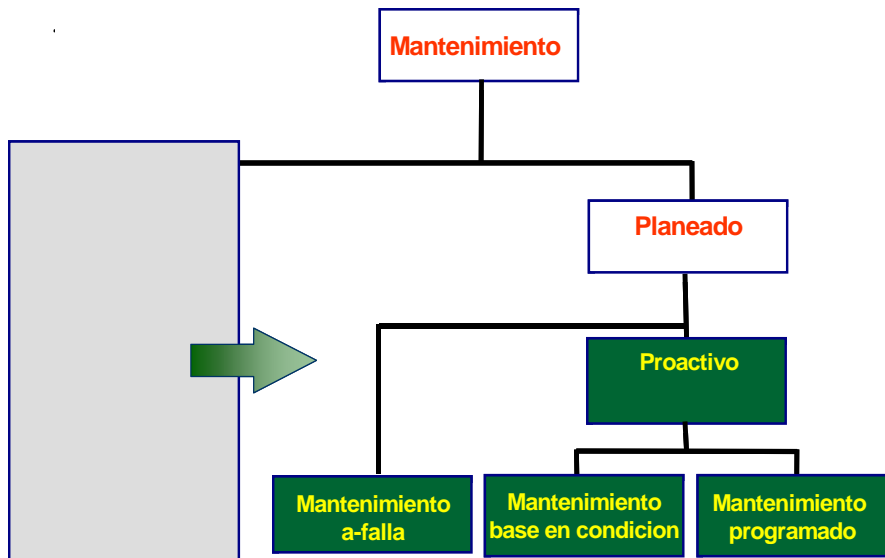 Mantenimiento
Planeado
Proactivo
Mantenimiento
a-falla
Mantenimiento
base en condicion
Mantenimiento
programado